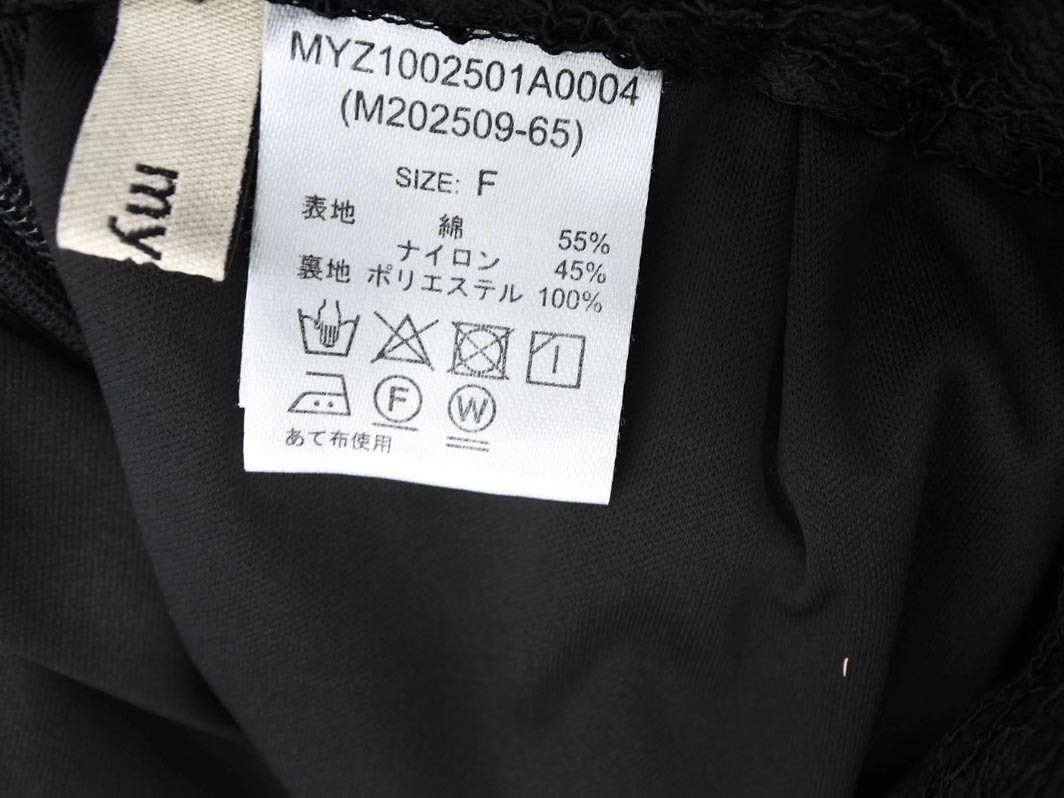 my
MYZ1002501A0004
(M202509-65)
SIZE: F
表地 綿 55%
ナイロン 45%
裏地 ポリエステル 100%
F W
あて布使用